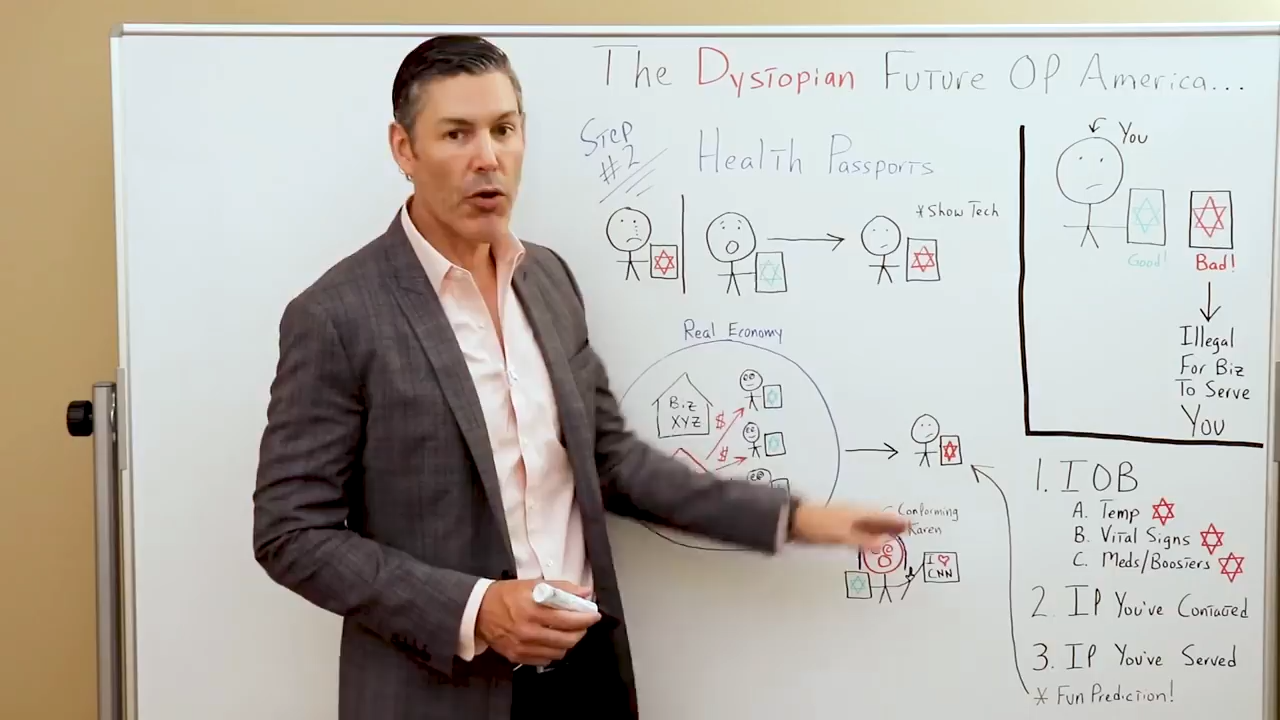 The Dystopian Future Of America...
Step
#2
Health Passports
*Show Tech
You
Good!
Bad!
Illegal
For Biz
To Serve
You
Real Economy
Biz
XYZ
$
$
Conforming
Karen
I ♥
CNN
1. IOB
A. Temp
B. Vital Signs
C. Meds/Boosters
2. If You've Contacted
3. If You've Served
* Fun Prediction!